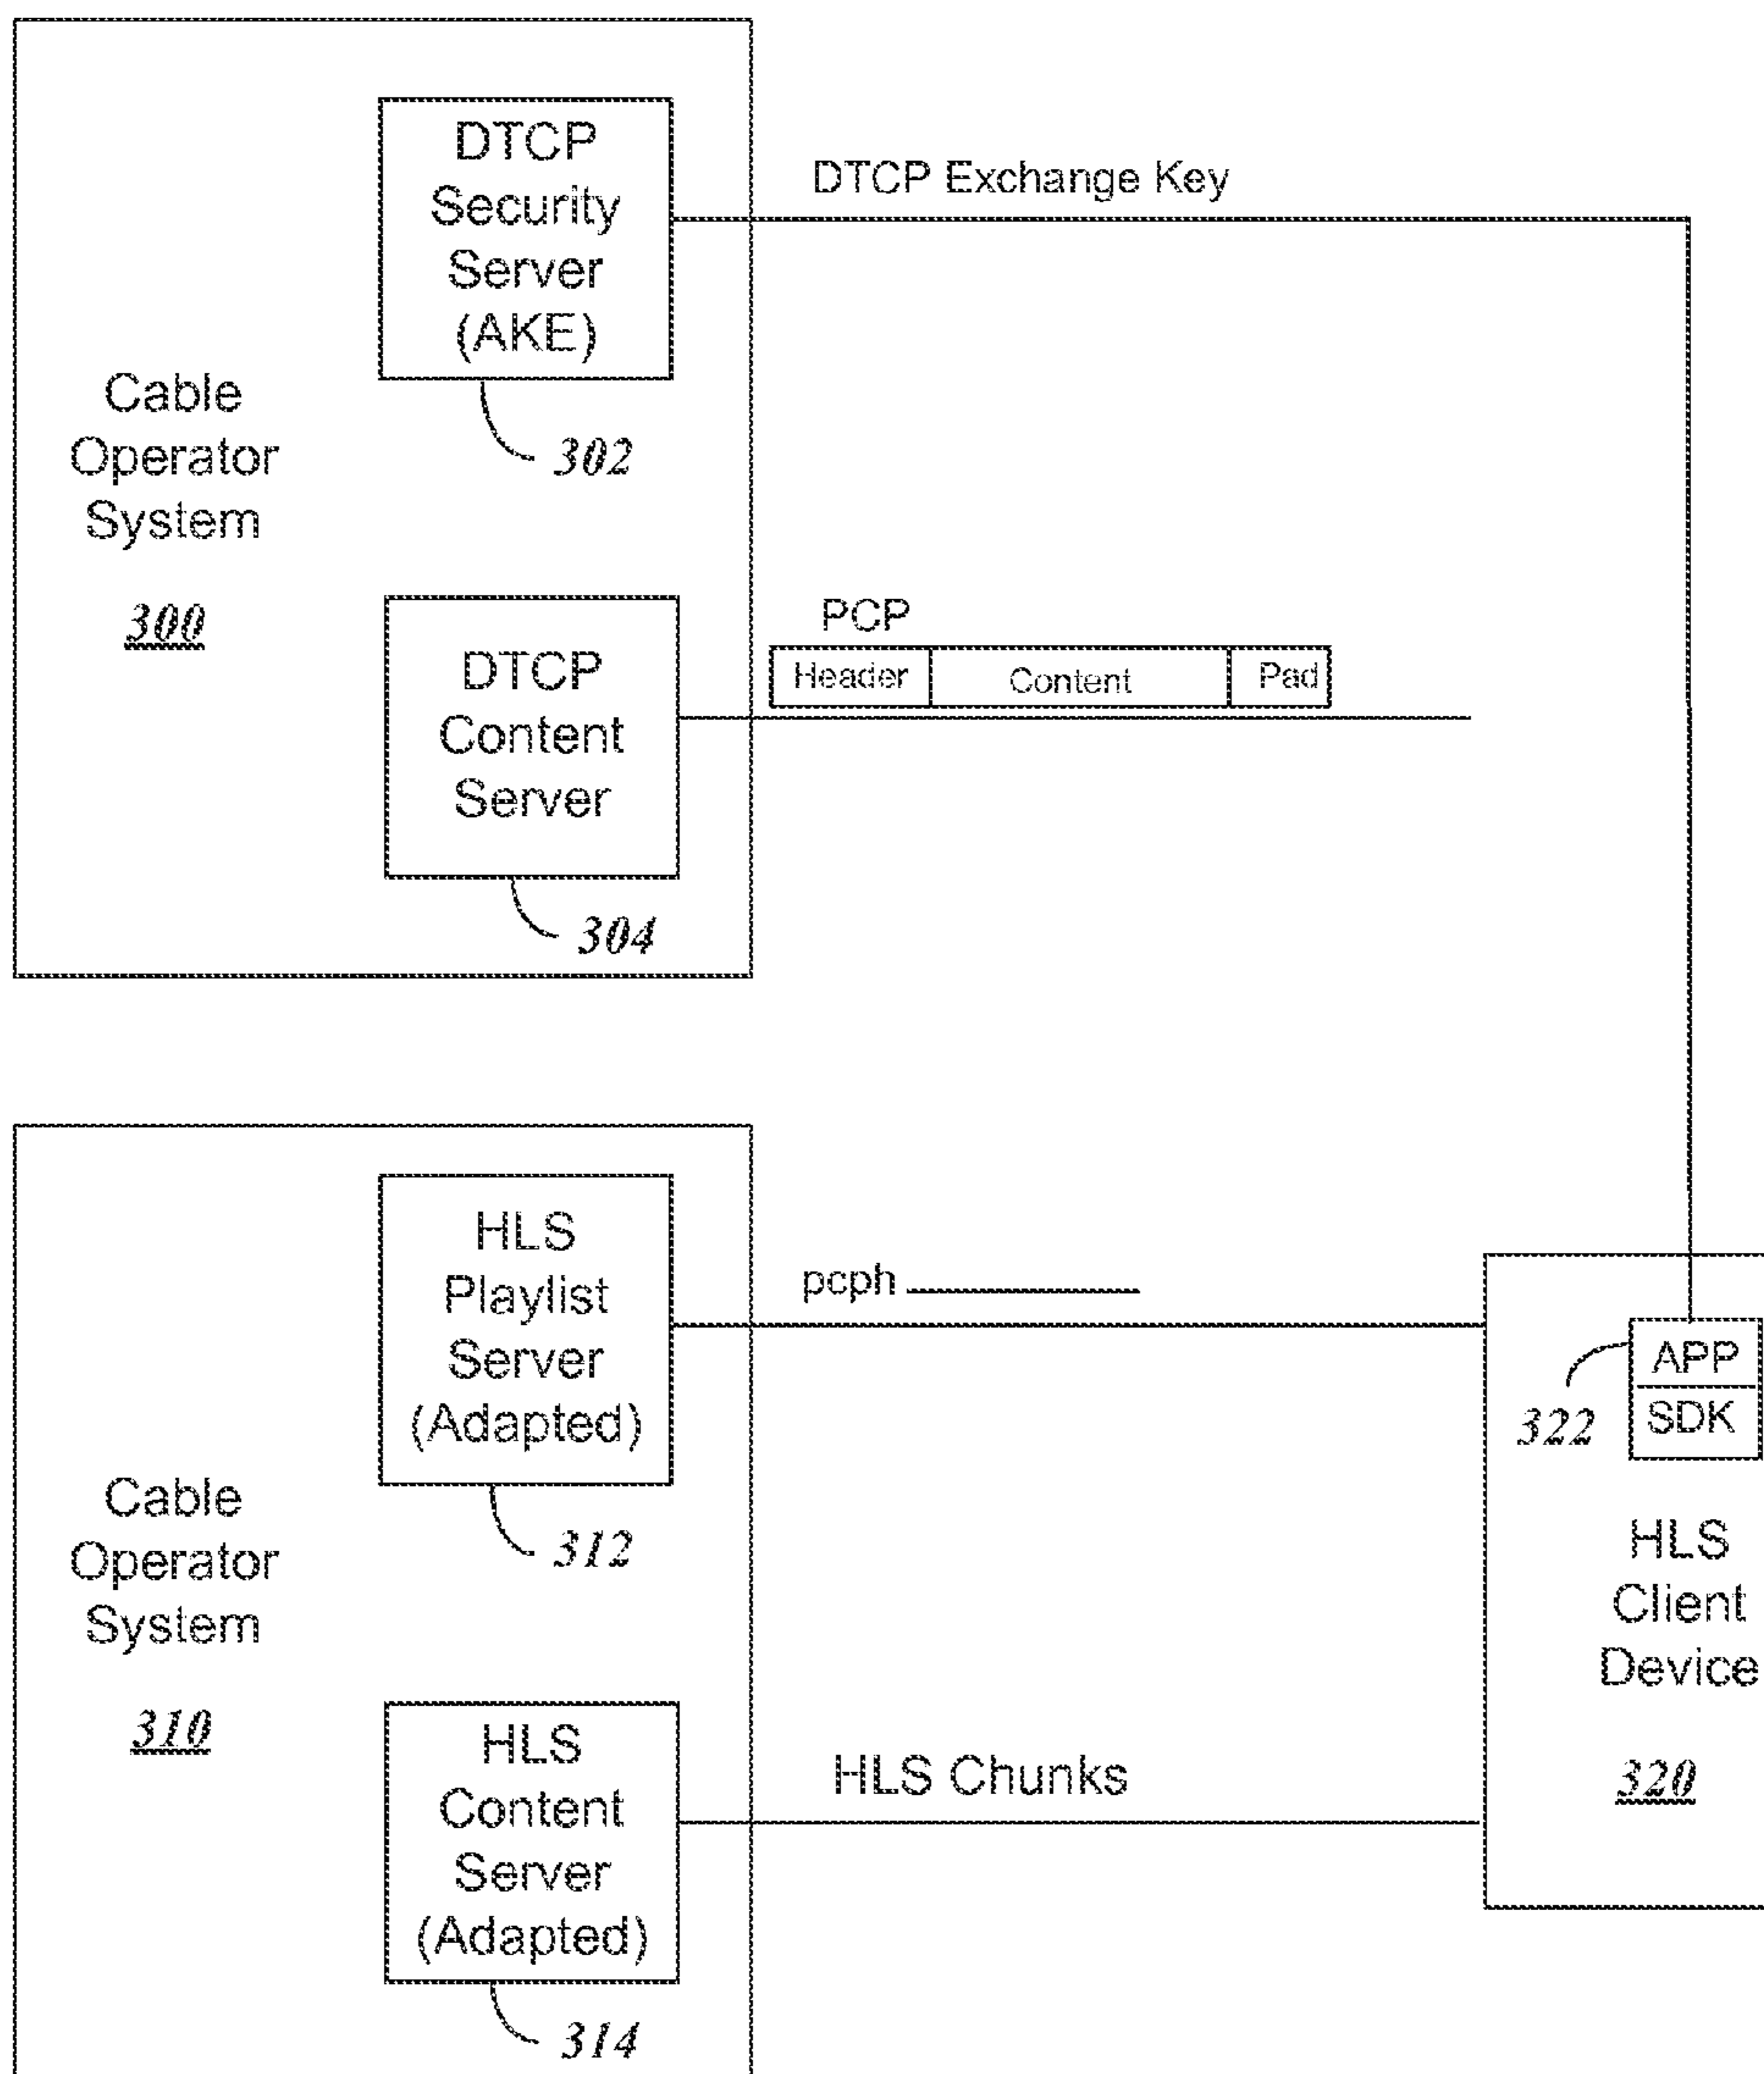 DTCP
Security
Server
(AKE)
302
DTCP Exchange Key
Cable
Operator
System
300
DTCP
Content
Server
304
PCP
Header Content Pad
HLS
Playlist
Server
(Adapted)
312
pcph
Cable
Operator
System
310
HLS
Content
Server
(Adapted)
314
HLS Chunks
APP
SDK
322
HLS
Client
Device
320